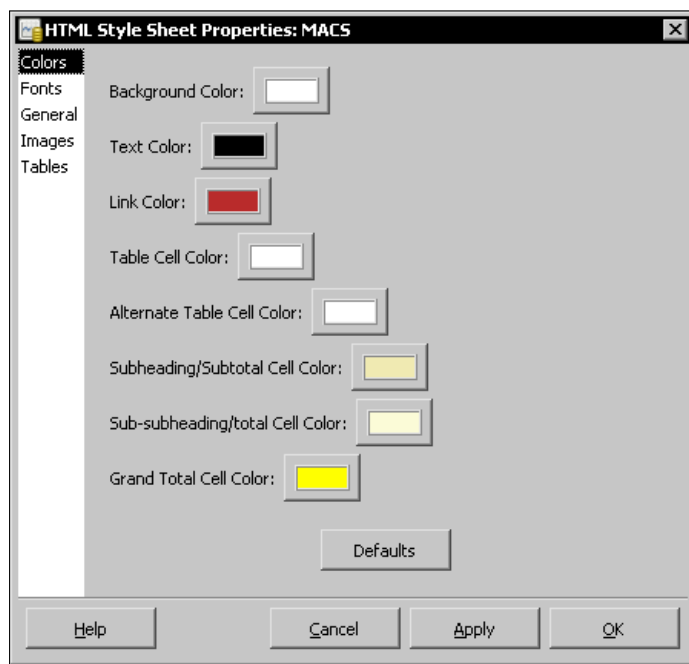 HTML Style Sheet Properties: MACS
Colors
Fonts
General
Images
Tables
Background Color:
Text Color:
Link Color:
Table Cell Color:
Alternate Table Cell Color:
Subheading/Subtotal Cell Color:
Sub-subheading/total Cell Color:
Grand Total Cell Color:
Defaults
Help
Cancel
Apply
OK